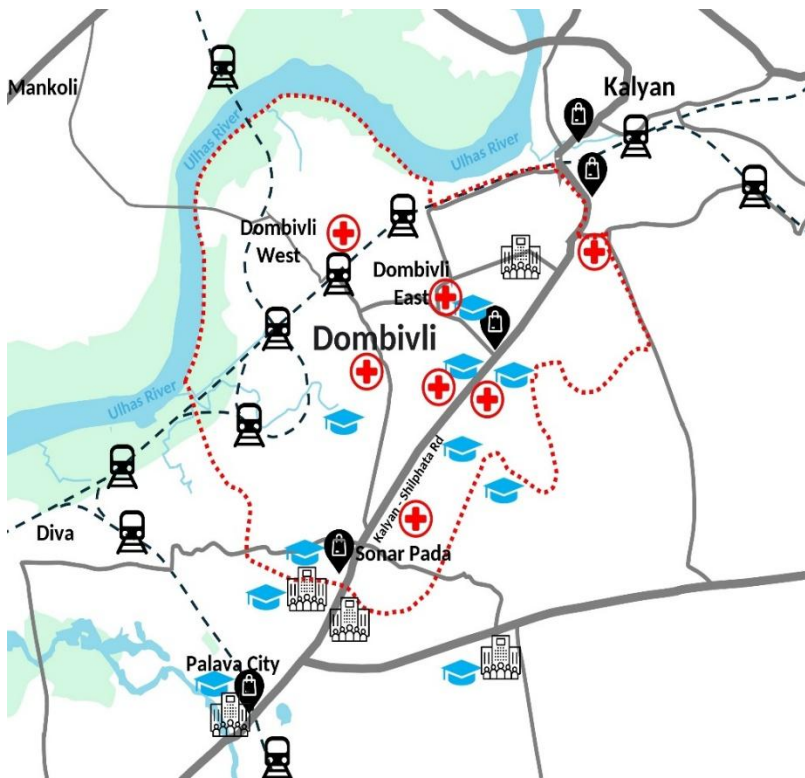 Mankoli
Kalyan
Ulhas River
Ulhas River
Dombivli
West
Dombivli
East
Dombivli
Ulhas River
Kalyan - Shilphata Rd
Diva
Sonar Pada
Palava City